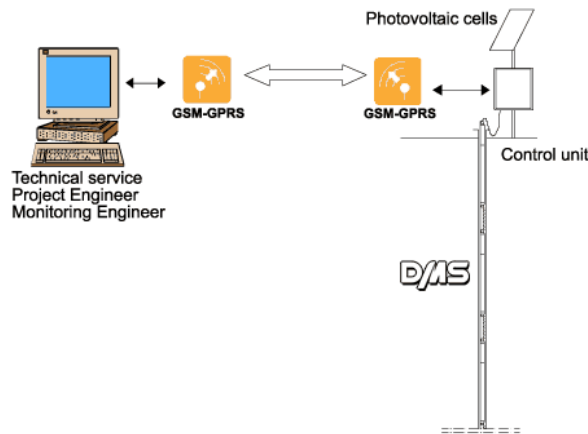 Photovoltaic cells
GSM-GPRS
GSM-GPRS
Control unit
Technical service
Project Engineer
Monitoring Engineer
DMS